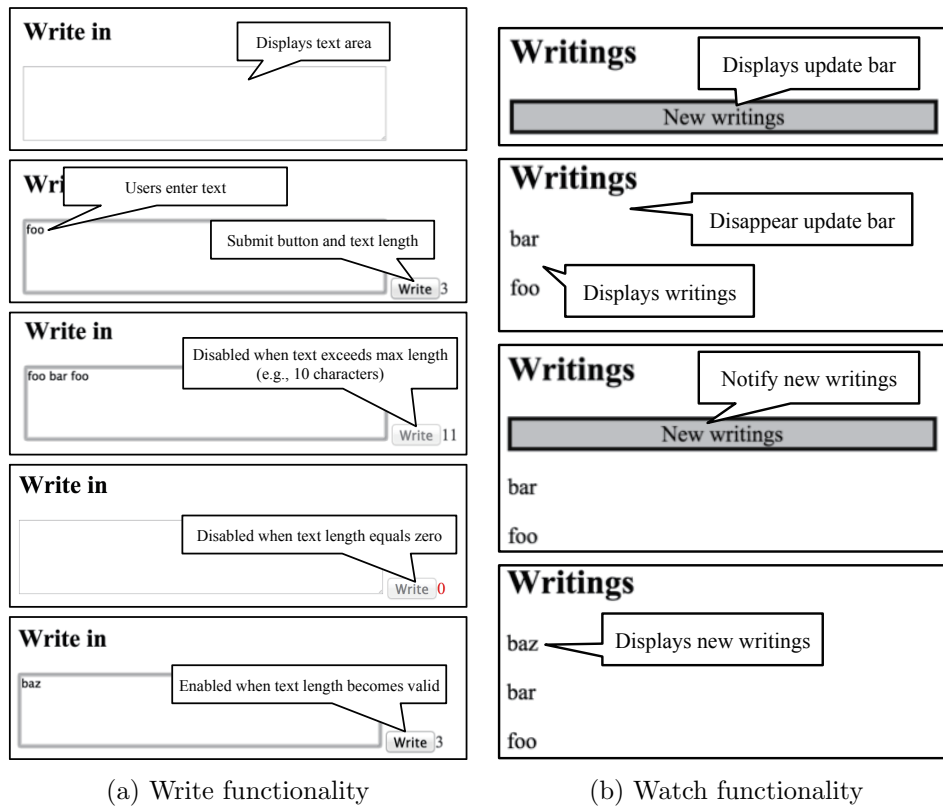 Write in
Displays text area
Wri
Users enter text
foo
Submit button and text length
Write 3
Write in
Disabled when text exceeds max length
(e.g., 10 characters)
foo bar foo
Write 11
Write in
Disabled when text length equals zero
Write 0
Write in
baz
Enabled when text length becomes valid
Write 3
(a) Write functionality
Writings
Displays update bar
New writings
Writings
Disappear update bar
bar
foo
Displays writings
Writings
Notify new writings
New writings
bar
foo
Writings
baz
Displays new writings
bar
foo
(b) Watch functionality